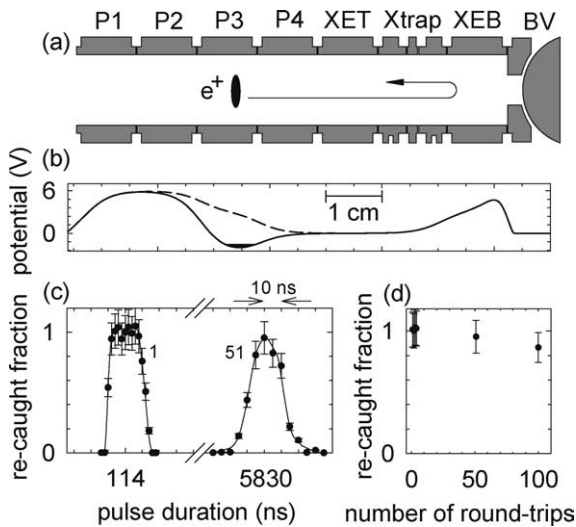 P1 P2 P3 P4 XET Xtrap XEB BV
(a)
e+
(b)
potential (V)
6
0
1 cm
(c)
10 ns
(d)
re-caught fraction
1
0
1
51
114
5830
pulse duration (ns)
re-caught fraction
1
0
0 50 100
number of round-trips